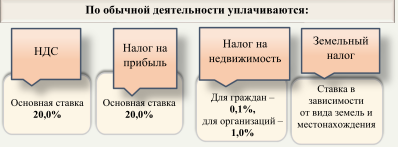 По обычной деятельности уплачиваются:
НДС
Основная ставка
20,0%
Налог на
прибыль
Основная ставка
20,0%
Налог на
недвижимость
Для граждан –
0,1%,
для организаций –
1,0%
Земельный
налог
Ставка в
зависимости
от вида земель и
местонахождения